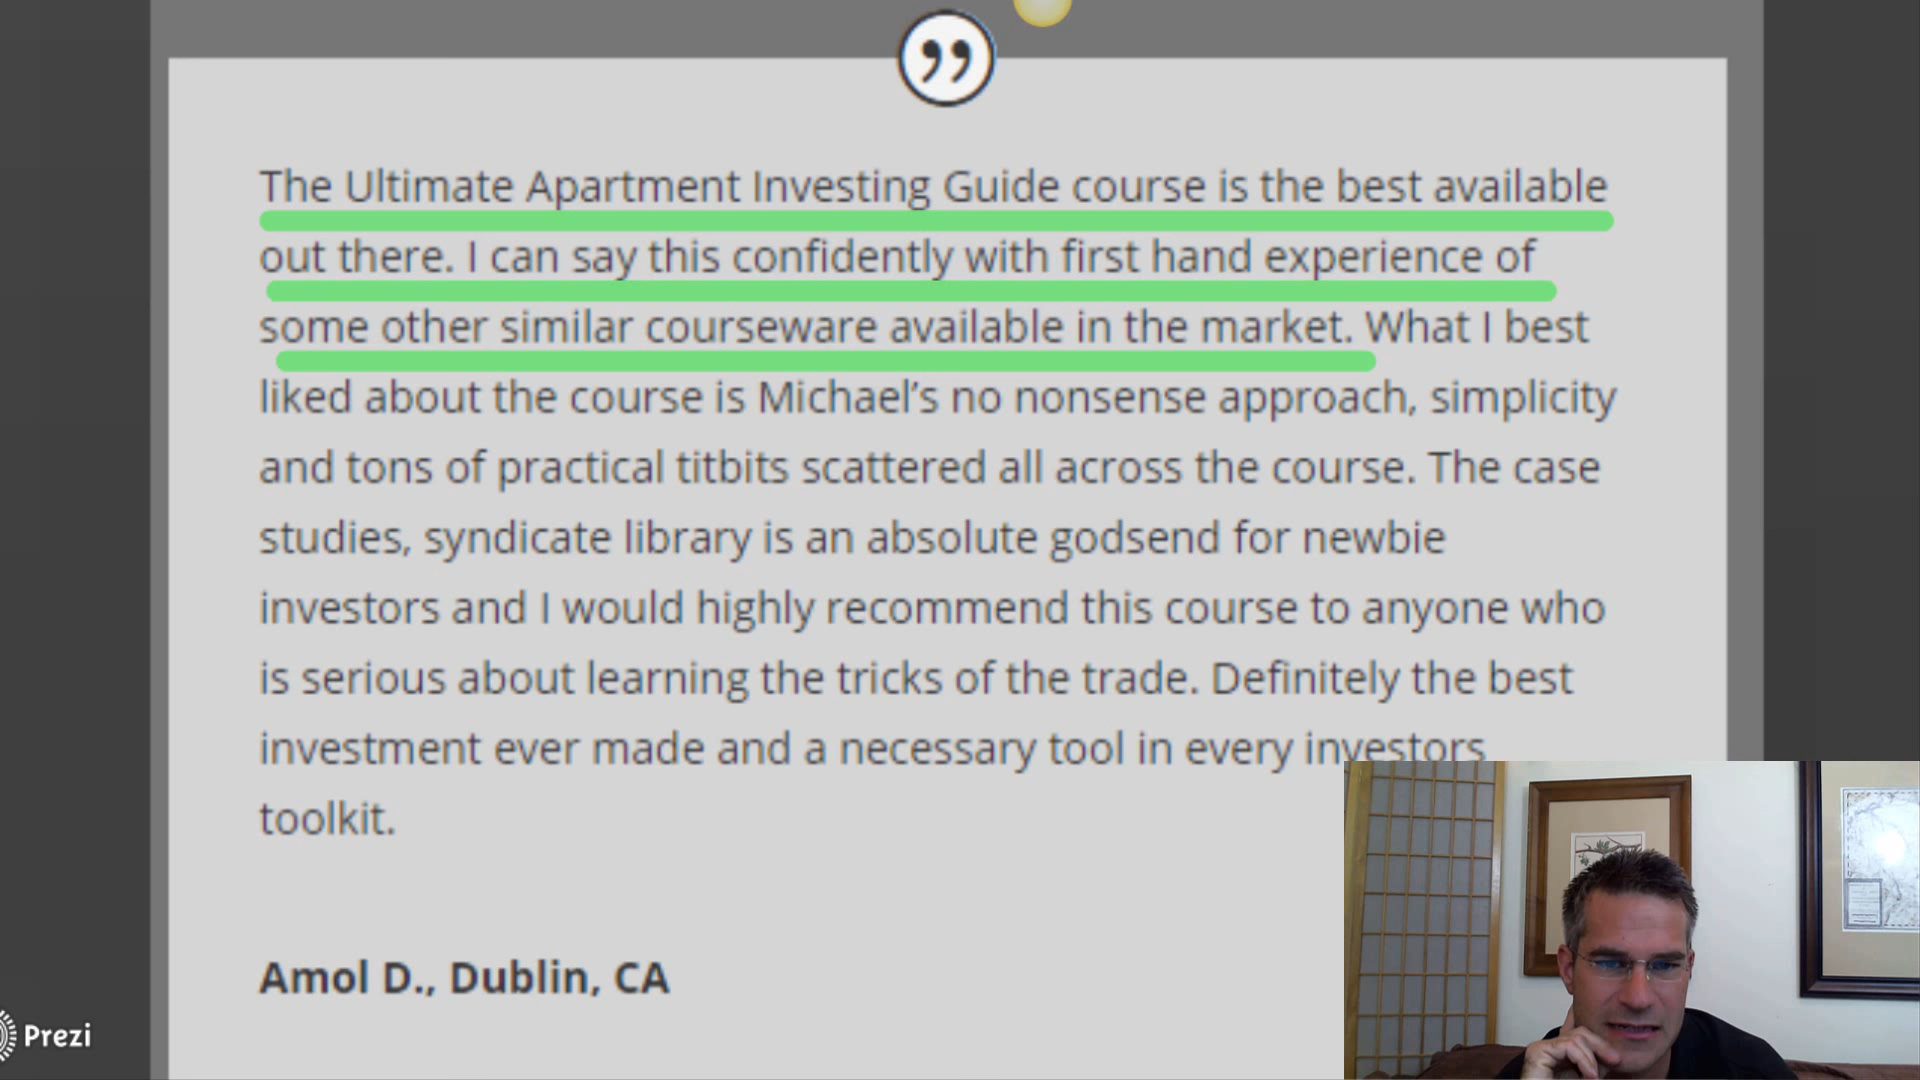 The Ultimate Apartment Investing Guide course is the best available
out there. I can say this confidently with first hand experience of
some other similar courseware available in the market. What I best
liked about the course is Michael’s no nonsense approach, simplicity
and tons of practical titbits scattered all across the course. The case
studies, syndicate library is an absolute godsend for newbie
investors and I would highly recommend this course to anyone who
is serious about learning the tricks of the trade. Definitely the best
investment ever made and a necessary tool in every investors
toolkit.
Amol D., Dublin, CA
Prezi